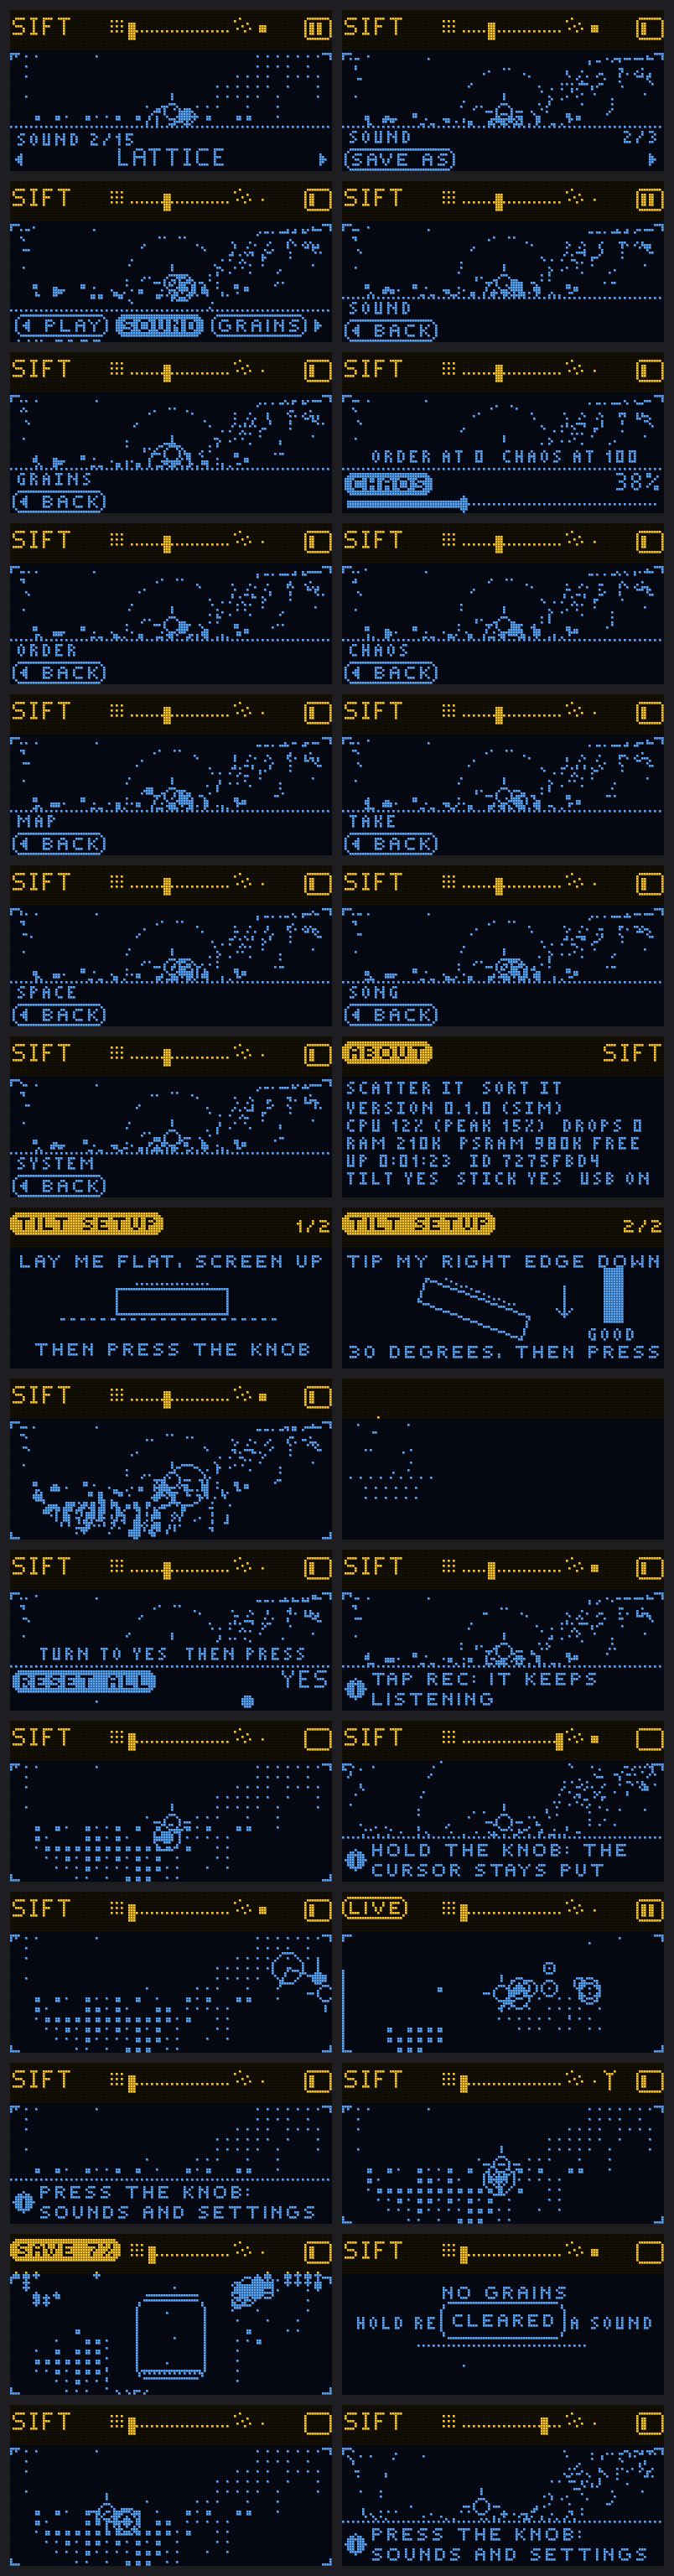 SIFT
SOUND 2/15
LATTICE
SIFT
SOUND 2/3
SAVE AS
SIFT
PLAY SOUND GRAINS
SIFT
SOUND
BACK
SIFT
GRAINS
BACK
SIFT
ORDER AT 0 CHAOS AT 100
CHAOS 38%
SIFT
ORDER
BACK
SIFT
CHAOS
BACK
SIFT
MAP
BACK
SIFT
TAKE
BACK
SIFT
SPACE
BACK
SIFT
SONG
BACK
SIFT
SYSTEM
BACK
ABOUT SIFT
SCATTER IT SORT IT
VERSION 0.1.0 (SIM)
CPU 12% (PEAK 15%) DROPS 0
RAM 210K PSRAM 980K FREE
UP 0:01:23 ID 7275FBD4
TILT YES STICK YES USB ON
TILT SETUP 1/2
LAY ME FLAT, SCREEN UP
THEN PRESS THE KNOB
TILT SETUP 2/2
TIP MY RIGHT EDGE DOWN
GOOD
30 DEGREES, THEN PRESS
SIFT
SIFT
TURN TO YES THEN PRESS
RESET ALL YES
SIFT
TAP REC: IT KEEPS
LISTENING
SIFT
SIFT
HOLD THE KNOB: THE
CURSOR STAYS PUT
SIFT
LIVE
SIFT
PRESS THE KNOB:
SOUNDS AND SETTINGS
SIFT
SAVE ?%
SIFT
NO GRAINS
HOLD RE CLEARED A SOUND
SIFT
SIFT
PRESS THE KNOB:
SOUNDS AND SETTINGS